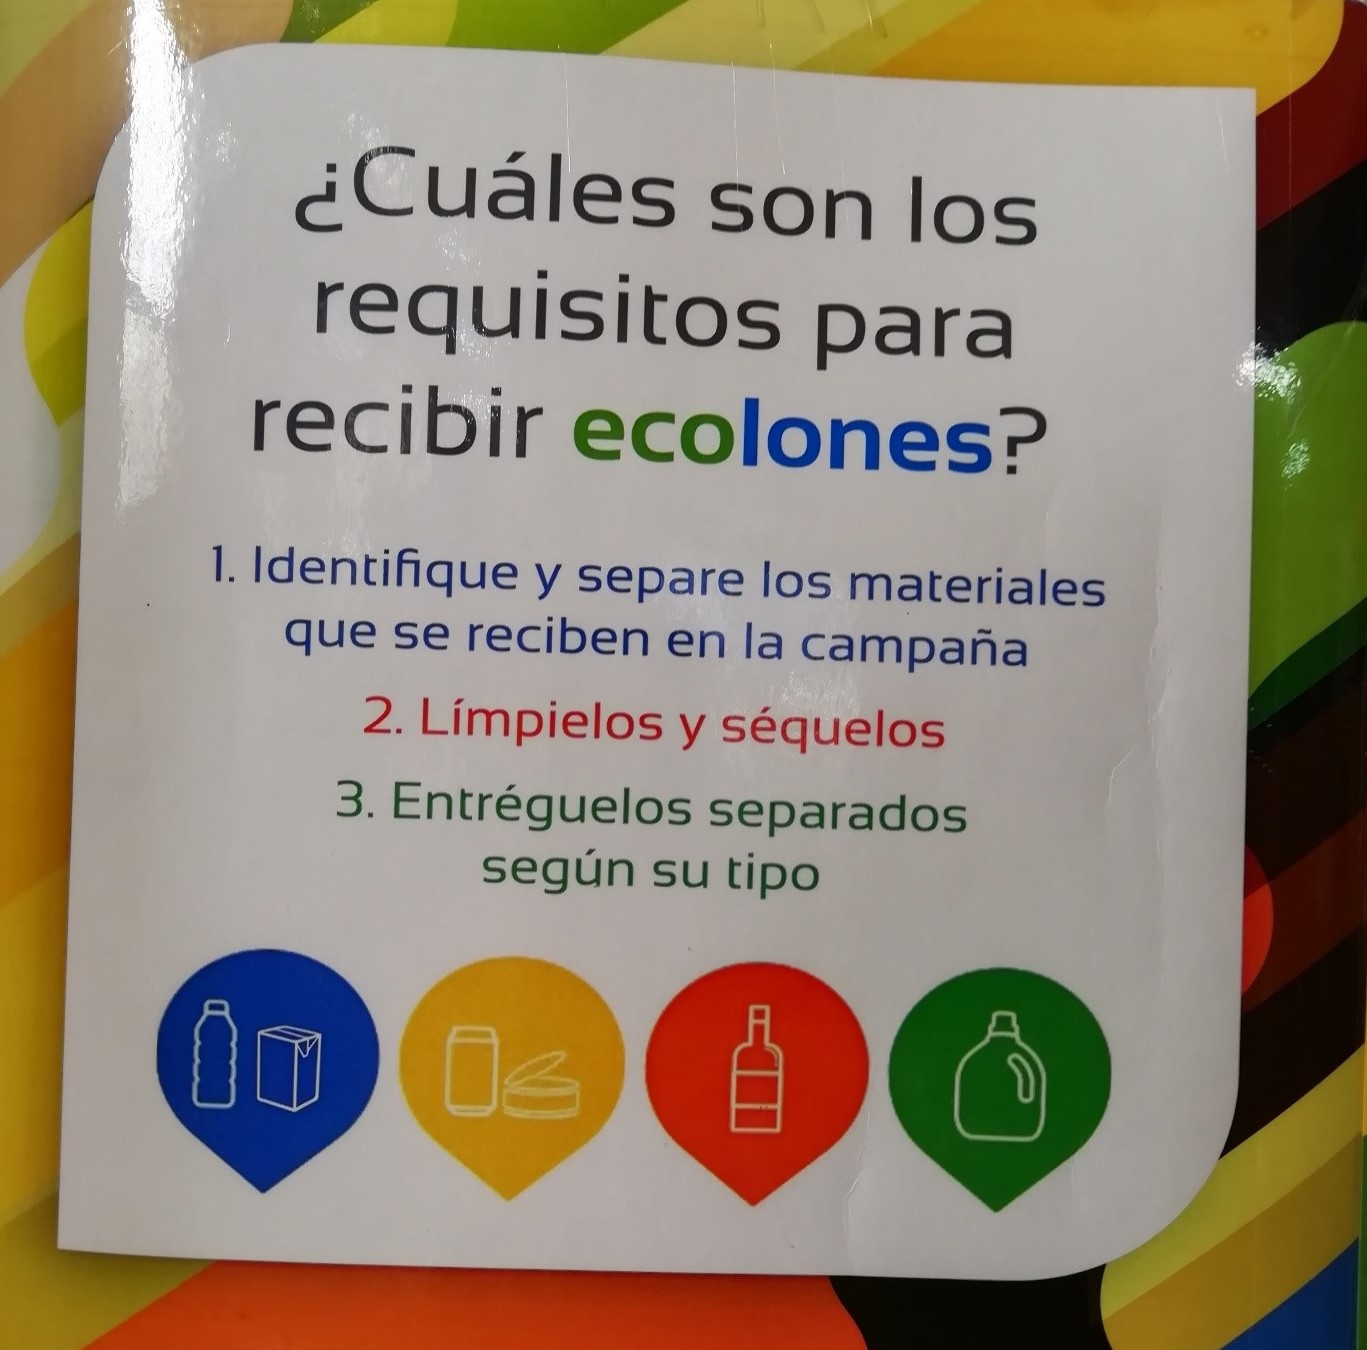 ¿Cuáles son los
requisitos para
recibir ecolones?
1. Identifique y separe los materiales
que se reciben en la campaña
2. Límpielos y séquelos
3. Entréguelos separados
según su tipo